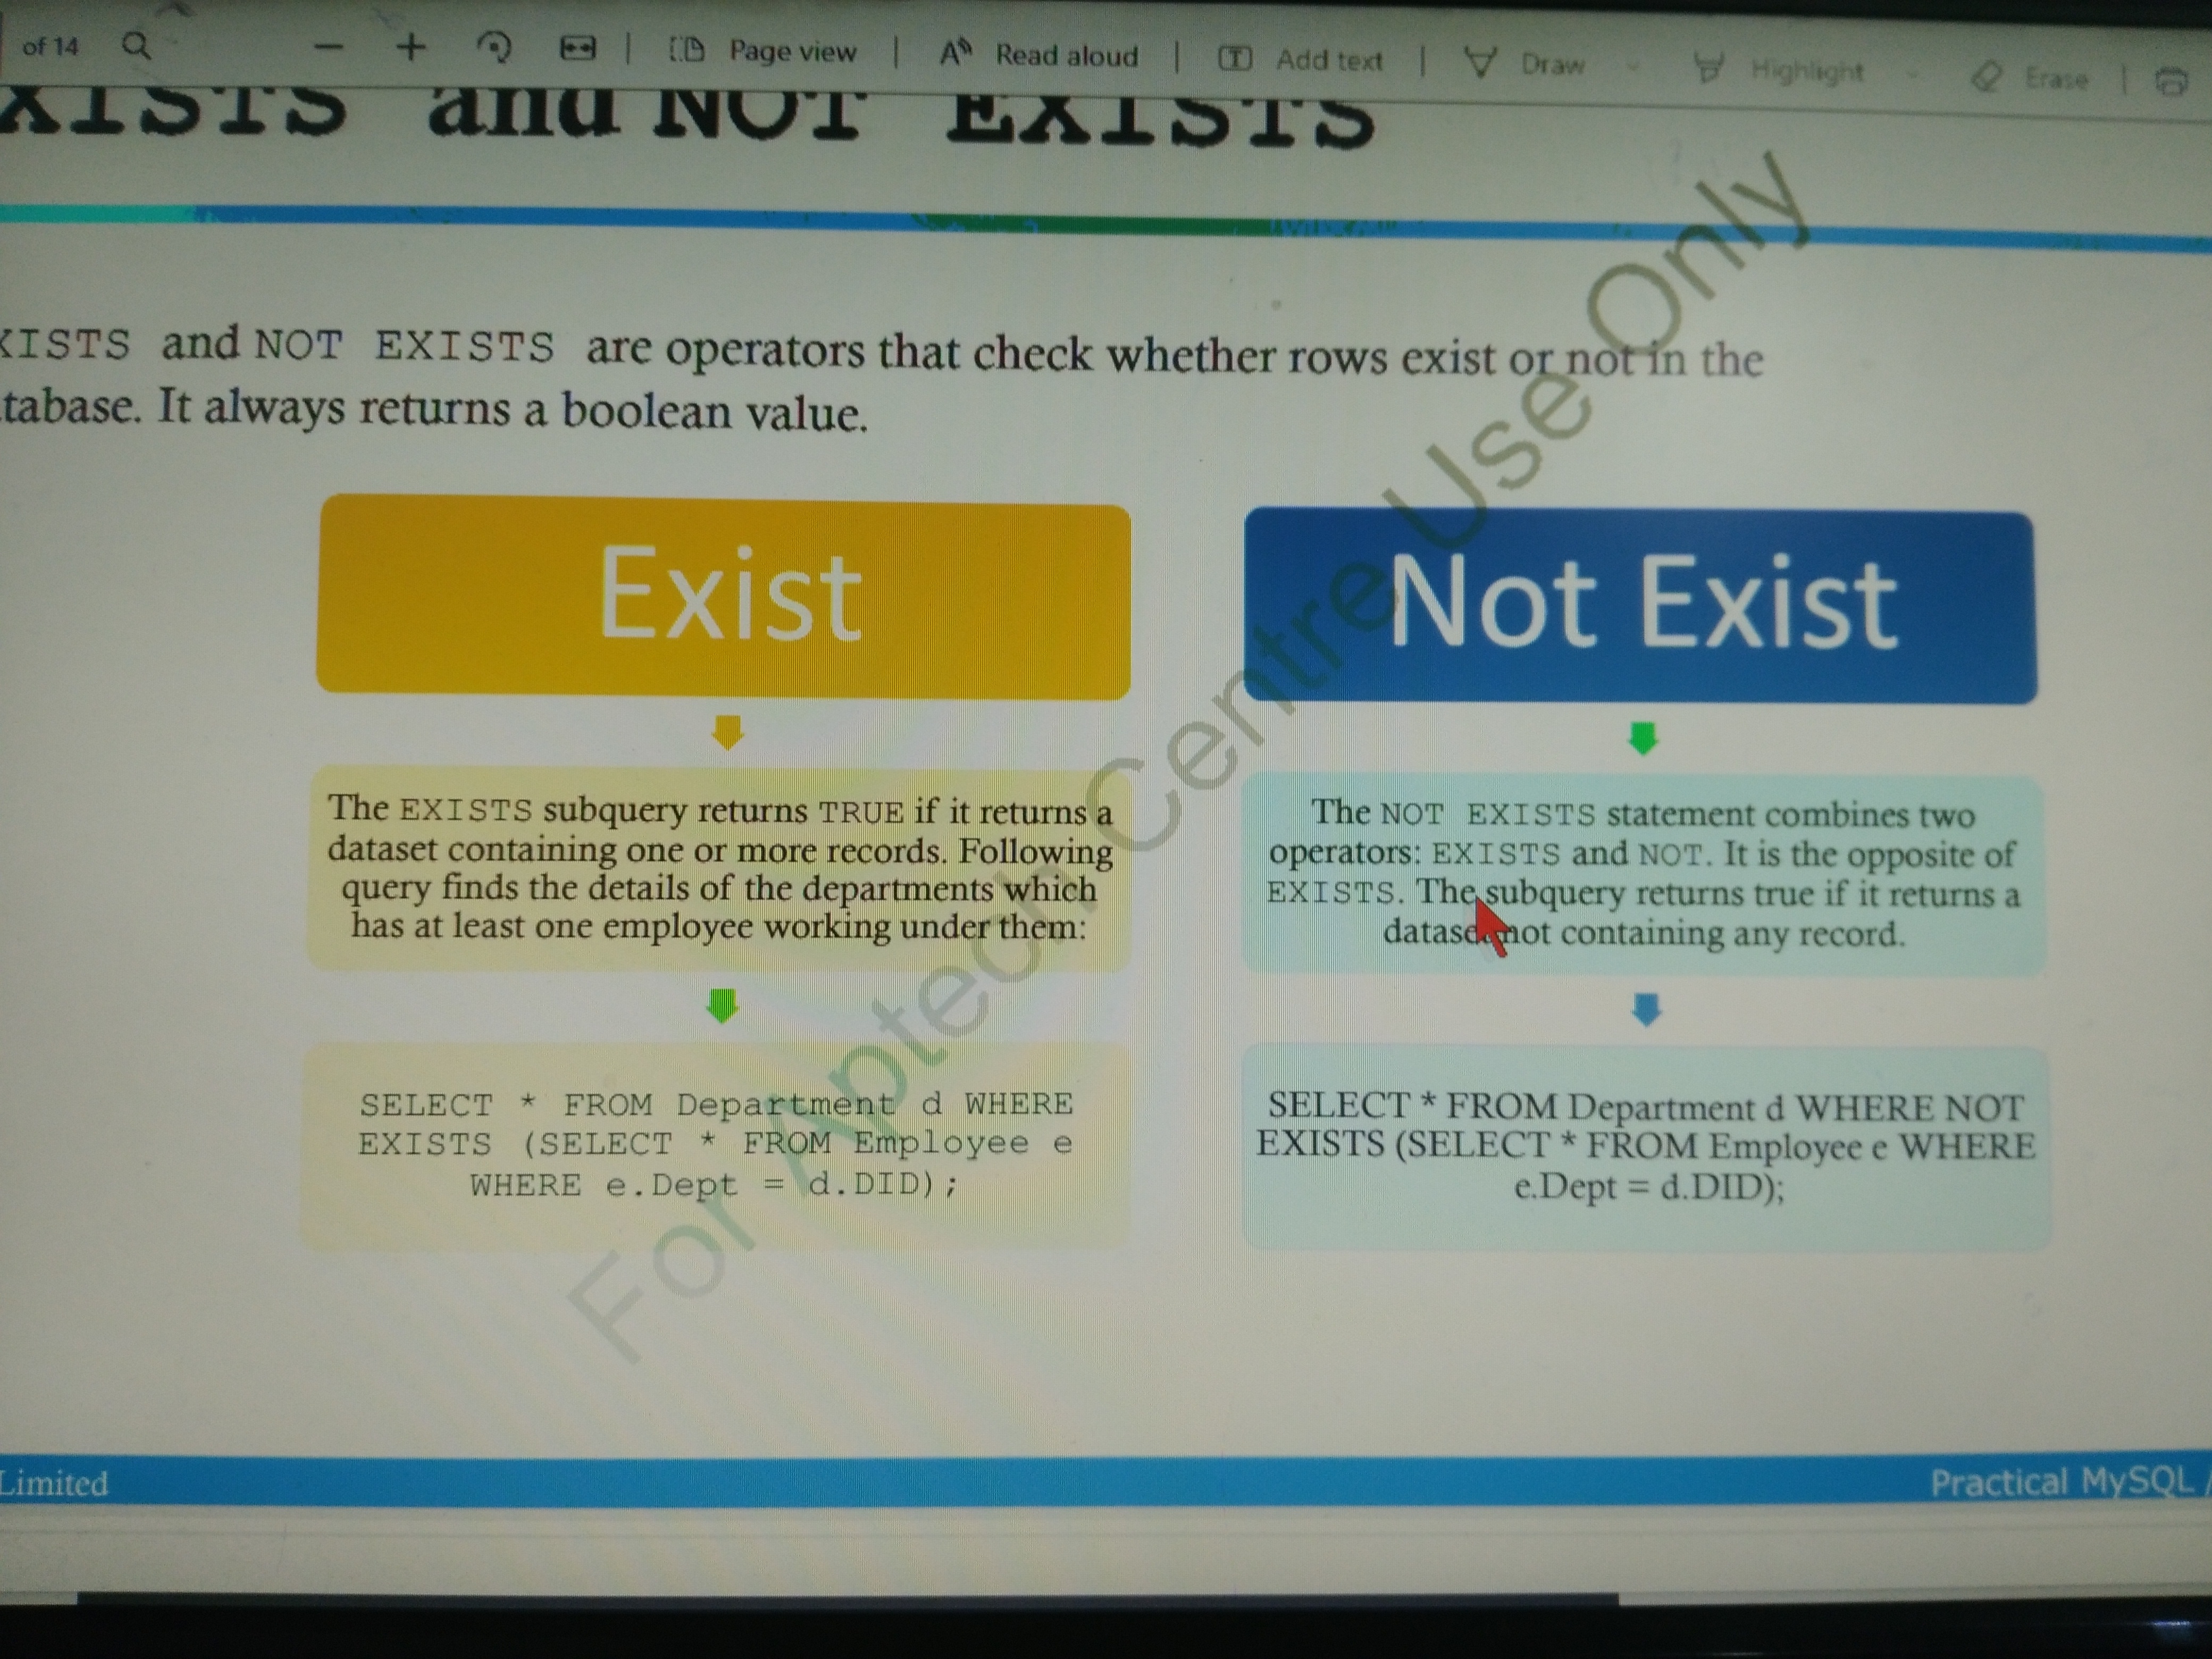 of 14 Page view Read aloud Add text Draw Highlight Erase
XISTS and NOT EXISTS
XISTS and NOT EXISTS are operators that check whether rows exist or not in the
tabase. It always returns a boolean value.
Exist
The EXISTS subquery returns TRUE if it returns a
dataset containing one or more records. Following
query finds the details of the departments which
has at least one employee working under them:
SELECT * FROM Department d WHERE
EXISTS (SELECT * FROM Employee e
WHERE e.Dept = d.DID);
Not Exist
The NOT EXISTS statement combines two
operators: EXISTS and NOT. It is the opposite of
EXISTS. The subquery returns true if it returns a
dataset not containing any record.
SELECT * FROM Department d WHERE NOT
EXISTS (SELECT * FROM Employee e WHERE
e.Dept = d.DID);
For Aptech Centre Use Only
Limited
Practical MySQL /